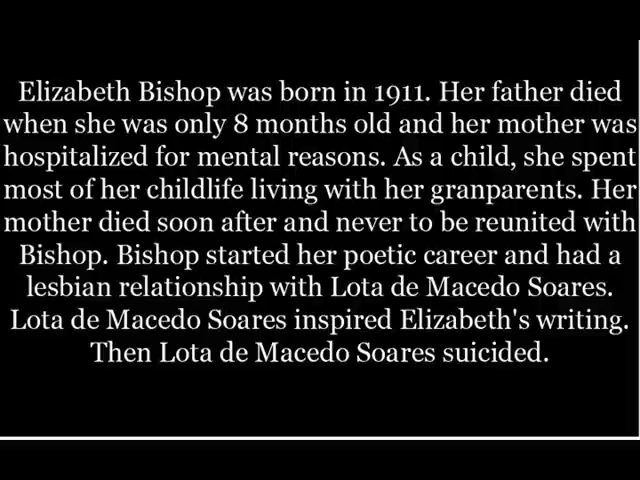 Elizabeth Bishop was born in 1911. Her father died
when she was only 8 months old and her mother was
hospitalized for mental reasons. As a child, she spent
most of her childlife living with her granparents. Her
mother died soon after and never to be reunited with
Bishop. Bishop started her poetic career and had a
lesbian relationship with Lota de Macedo Soares.
Lota de Macedo Soares inspired Elizabeth's writing.
Then Lota de Macedo Soares suicided.